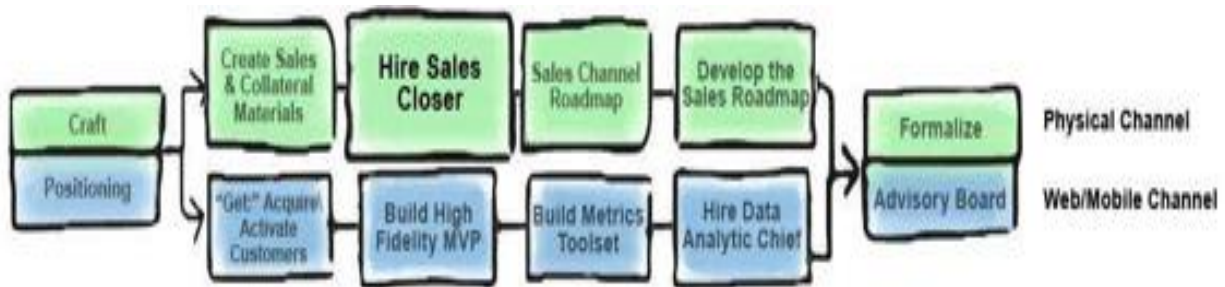 Craft
Positioning
Create Sales
& Collateral
Materials
Hire Sales
Closer
Sales Channel
Roadmap
Develop the
Sales Roadmap
"Get:" Acquire\
Activate
Customers
Build High
Fidelity MVP
Build Metrics
Toolset
Hire Data
Analytic Chief
Formalize
Advisory Board
Physical Channel
Web/Mobile Channel